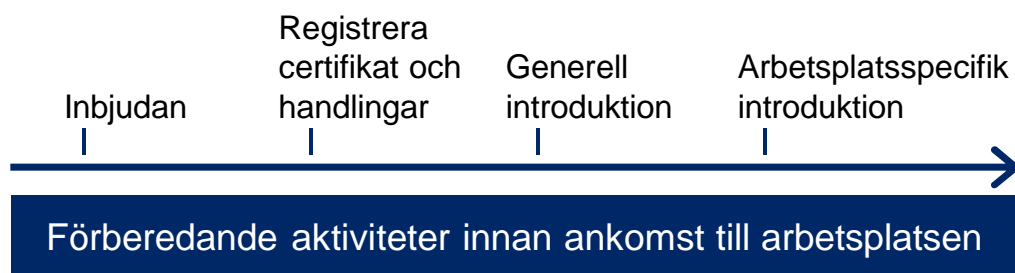 Inbjudan
Registrera
certifikat och
handlingar
Generell
introduktion
Arbetsplatsspecifik
introduktion
Förberedande aktiviteter innan ankomst till arbetsplatsen